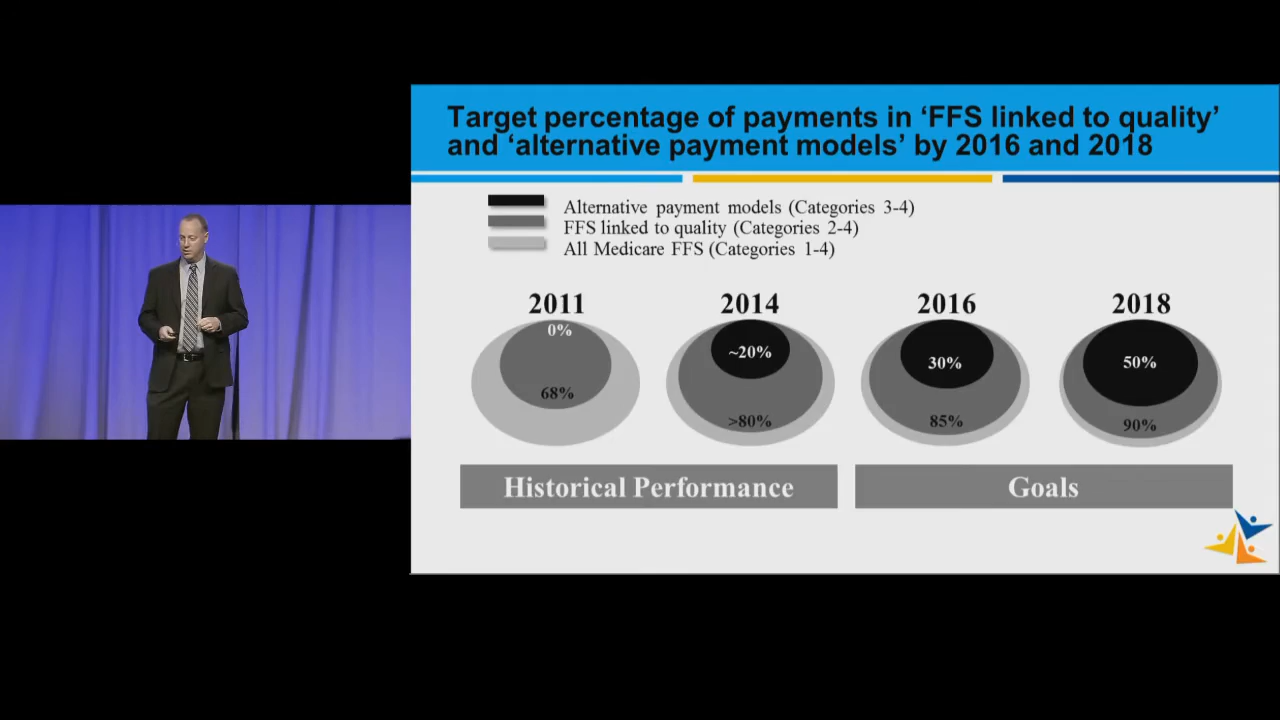 Target percentage of payments in ‘FFS linked to quality’
and ‘alternative payment models’ by 2016 and 2018
Alternative payment models (Categories 3-4)
FFS linked to quality (Categories 2-4)
All Medicare FFS (Categories 1-4)
2011 2014 2016 2018
0% ~20% 30% 50%
68% >80% 85% 90%
Historical Performance Goals